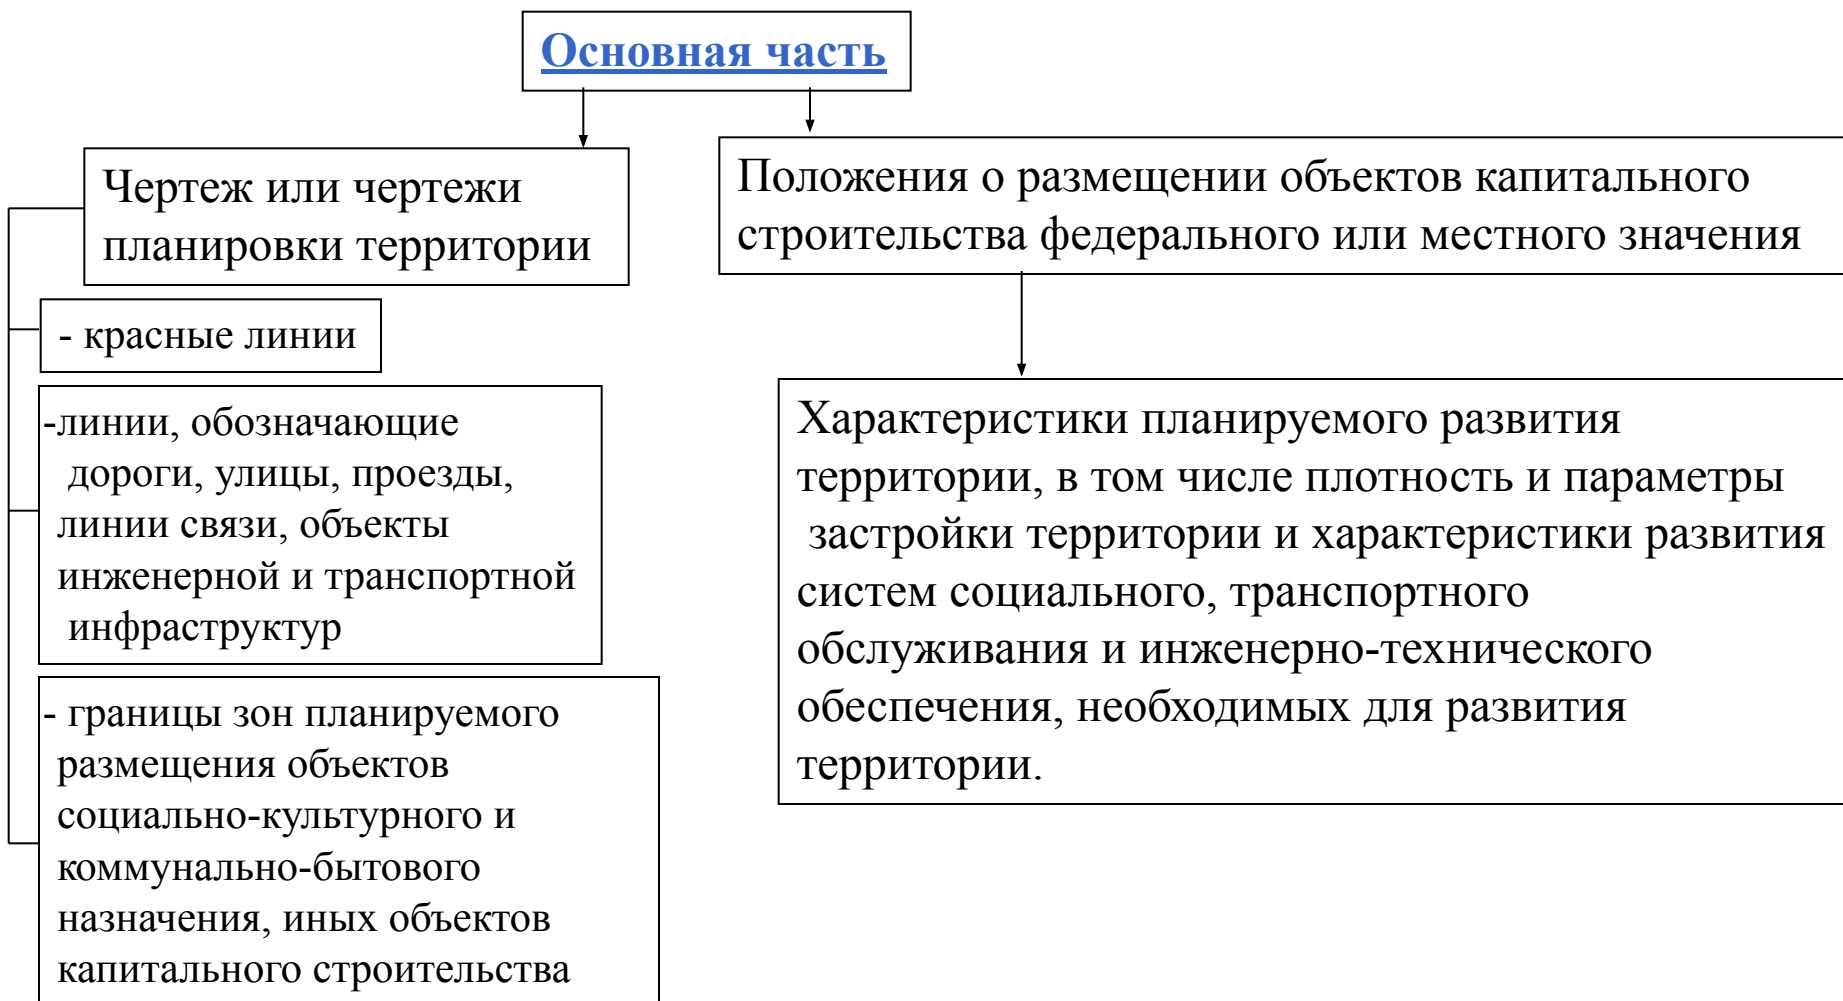 Основная часть
Чертеж или чертежи
планировки территории
- красные линии
-линии, обозначающие
дороги, улицы, проезды,
линии связи, объекты
инженерной и транспортной
инфраструктур
- границы зон планируемого
размещения объектов
социально-культурного и
коммунально-бытового
назначения, иных объектов
капитального строительства
Положения о размещении объектов капитального
строительства федерального или местного значения
Характеристики планируемого развития
территории, в том числе плотность и параметры
застройки территории и характеристики развития
систем социального, транспортного
обслуживания и инженерно-технического
обеспечения, необходимых для развития
территории.